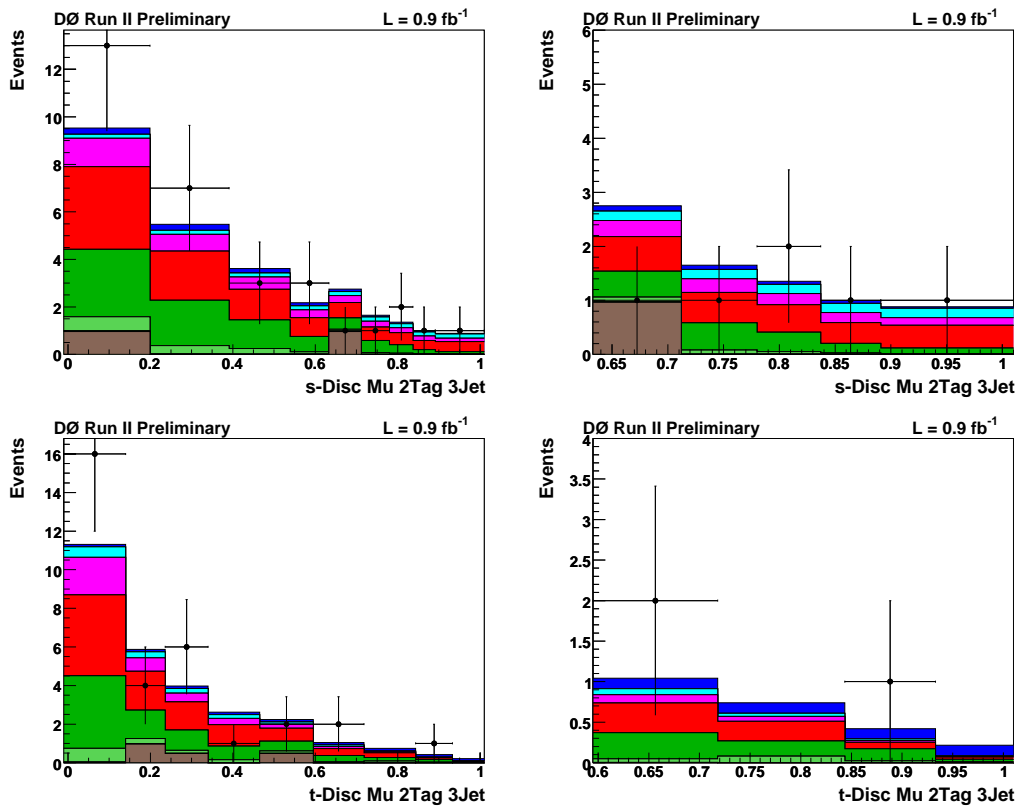 DØ Run II Preliminary L = 0.9 fb⁻¹
Events
12
10
8
6
4
2
0
0 0.2 0.4 0.6 0.8 1
s-Disc Mu 2Tag 3Jet
L = 0.9 fb⁻¹
DØ Run II Preliminary
Events
6
5
4
3
2
1
0
0.65 0.7 0.75 0.8 0.85 0.9 0.95 1
s-Disc Mu 2Tag 3Jet
DØ Run II Preliminary L = 0.9 fb⁻¹
Events
16
14
12
10
8
6
4
2
0
0 0.2 0.4 0.6 0.8 1
t-Disc Mu 2Tag 3Jet
DØ Run II Preliminary L = 0.9 fb⁻¹
Events
4
3.5
3
2.5
2
1.5
1
0.5
0
0.6 0.65 0.7 0.75 0.8 0.85 0.9 0.95 1
t-Disc Mu 2Tag 3Jet